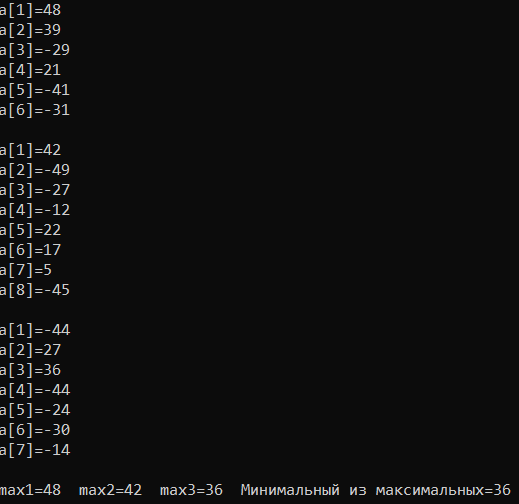 a[1]=48
a[2]=39
a[3]=-29
a[4]=21
a[5]=-41
a[6]=-31
a[1]=42
a[2]=-49
a[3]=-27
a[4]=-12
a[5]=22
a[6]=17
a[7]=5
a[8]=-45
a[1]=-44
a[2]=27
a[3]=36
a[4]=-44
a[5]=-24
a[6]=-30
a[7]=-14
max1=48  max2=42  max3=36  Минимальный из максимальных=36